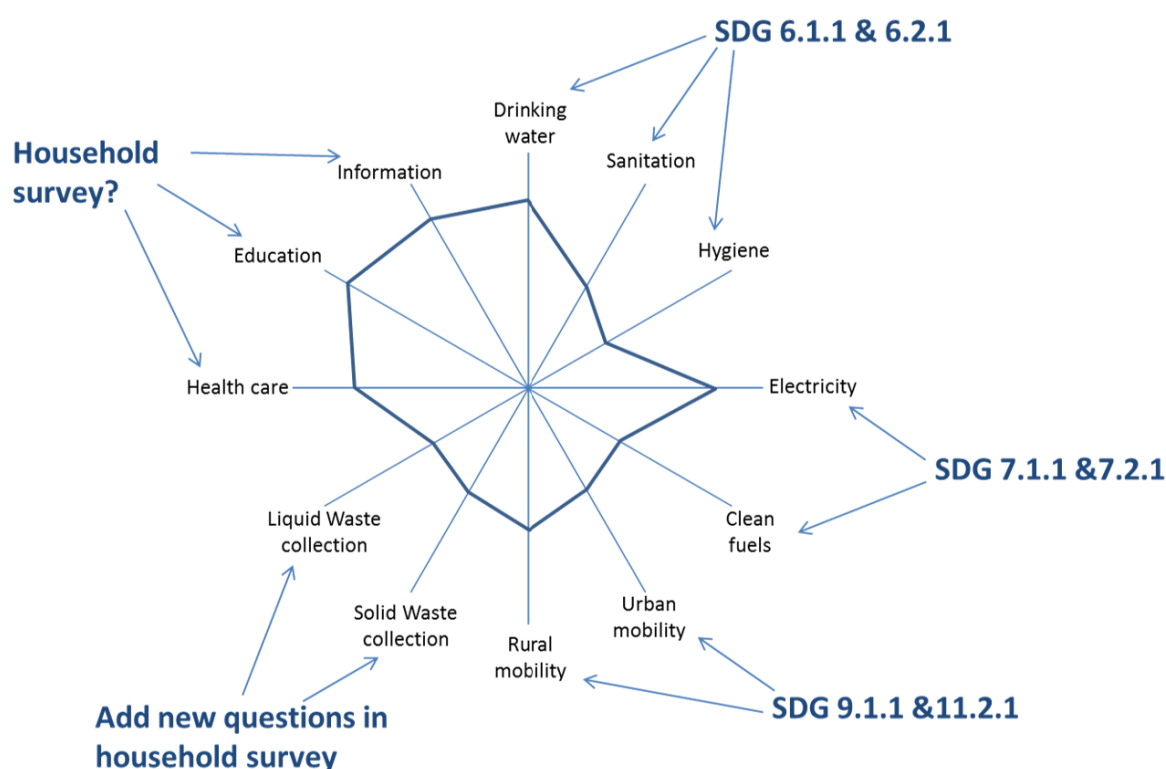 SDG 6.1.1 & 6.2.1
Drinking
water
Sanitation
Household
survey?
Information
Hygiene
Education
Health care
Electricity
SDG 7.1.1 &7.2.1
Liquid Waste
collection
Clean
fuels
Solid Waste
collection
Urban
mobility
Rural
mobility
SDG 9.1.1 &11.2.1
Add new questions in
household survey